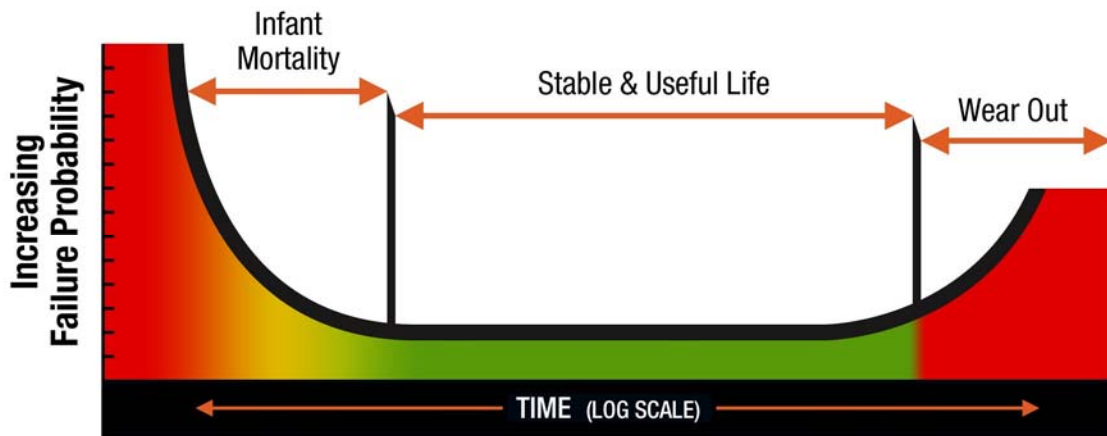 Infant
Mortality
Stable & Useful Life
Wear Out
Increasing
Failure Probability
TIME (LOG SCALE)